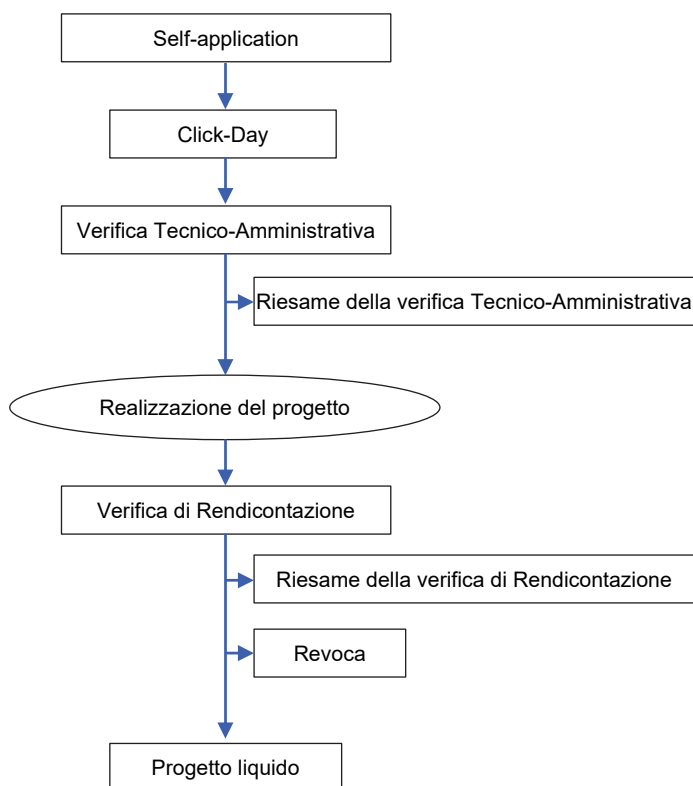 Self-application
Click-Day
Verifica Tecnico-Amministrativa
Riesame della verifica Tecnico-Amministrativa
Realizzazione del progetto
Verifica di Rendicontazione
Riesame della verifica di Rendicontazione
Revoca
Progetto liquido